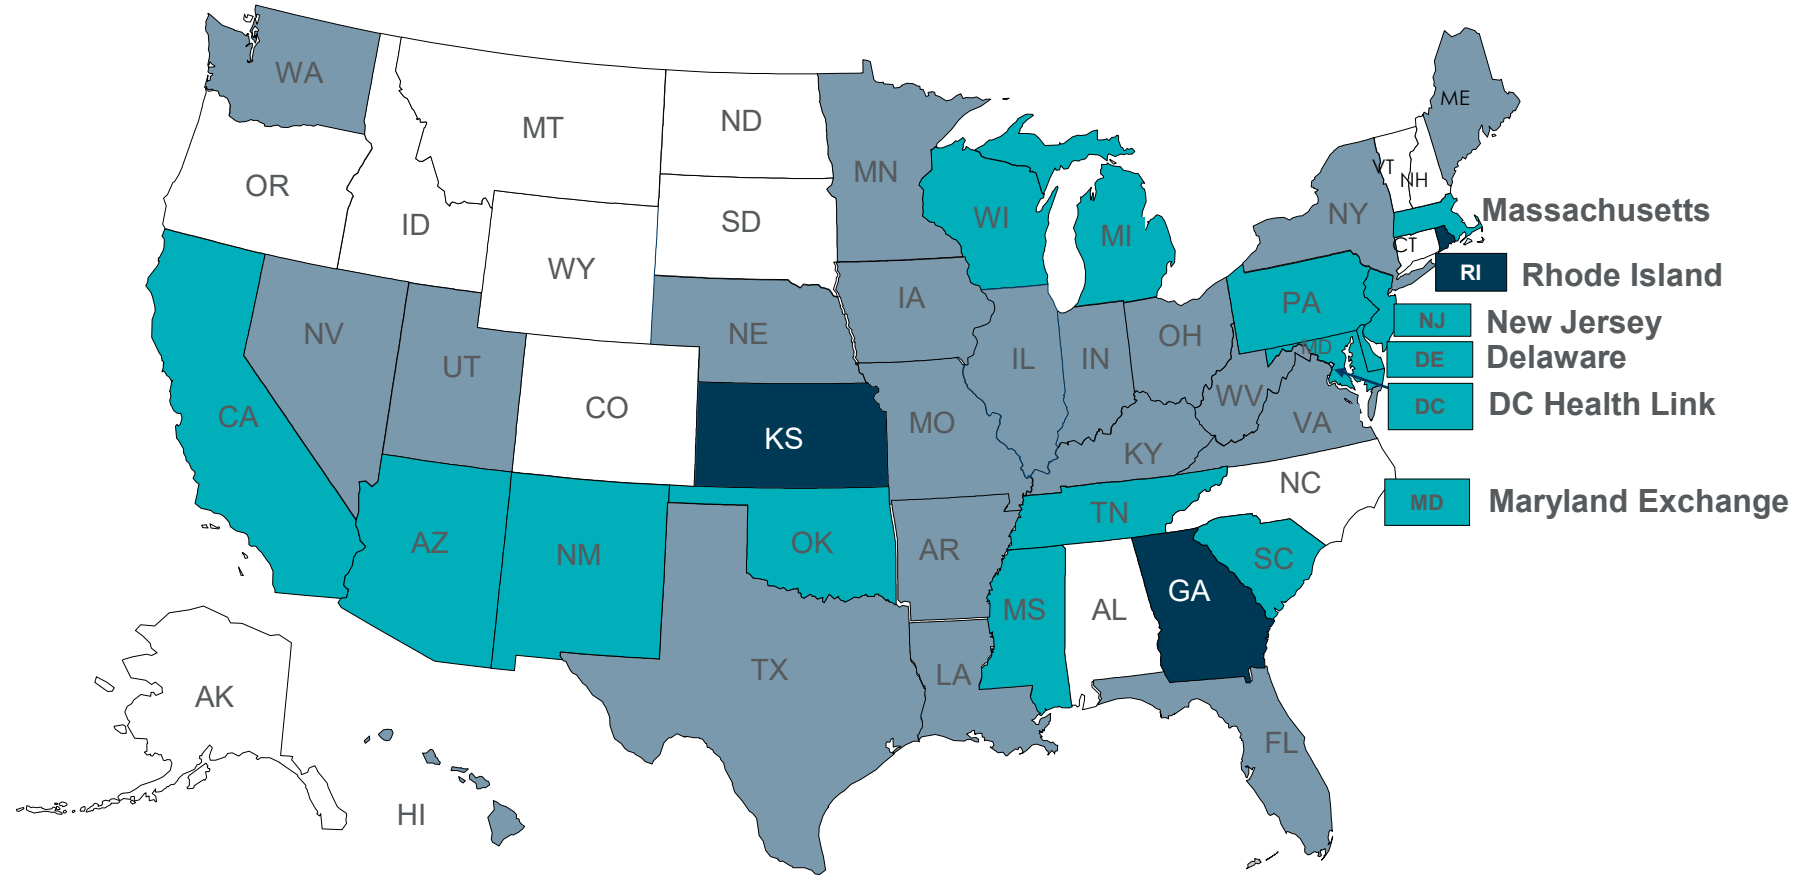 WA
MT
ND
ME
MN
VT
NH
OR
ID
SD
WI
MI
NY
Massachusetts
CT
WY
RI
Rhode Island
IA
PA
NJ
New Jersey
NV
NE
OH
MD
UT
IL
IN
DE
Delaware
CA
CO
KS
MO
WV
VA
DC
DC Health Link
KY
NC
MD
Maryland Exchange
AZ
NM
OK
AR
TN
SC
MS
AL
GA
AK
TX
LA
FL
HI